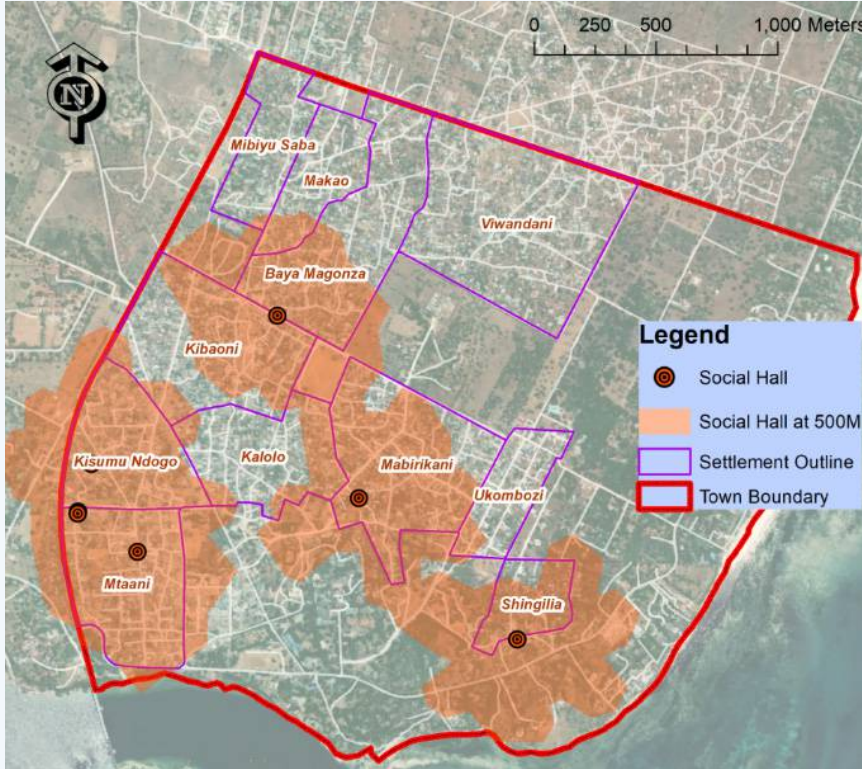 0 250 500 1,000 Meters
N
Mibiyu Saba
Makao
Viwandani
Baya Magonza
Kibaoni
Legend
Social Hall
Social Hall at 500M
Settlement Outline
Town Boundary
Kisumu Ndogo
Kalolo
Mabirikani
Ukombozi
Mtaani
Shingilia